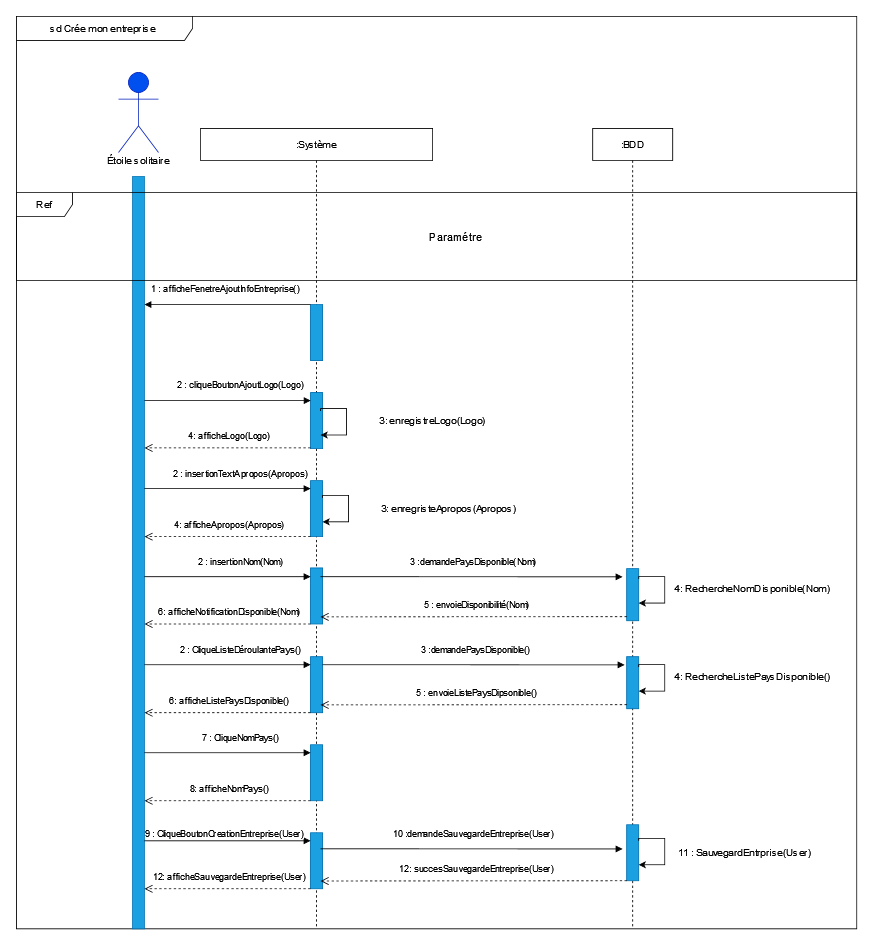 sd Crée mon entreprise
Étoile solitaire
:Système
:BDD
Ref
Paramétre
1 : afficheFenetreAjoutInfoEntreprise()
2 : cliqueBoutonAjoutLogo(Logo)
3: enregistreLogo(Logo)
4: afficheLogo(Logo)
2 : insertionTextApropos(Apropos)
3: enregristeApropos(Apropos)
4: afficheApropos(Apropos)
2 : insertionNom(Nom)
3 :demandePaysDisponible(Nom)
4: RechercheNomDisponible(Nom)
5 : envoieDisponibilité(Nom)
6: afficheNotificationDisponible(Nom)
2 : CliqueListeDéroulantePays()
3 :demandePaysDisponible()
4: RechercheListePaysDisponible()
5 : envoieListePaysDipsonible()
6: afficheListePaysDisponible()
7 : CliqueNomPays()
8: afficheNomPays()
9 : CliqueBoutonCreationEntreprise(User)
10 :demandeSauvegardeEntreprise(User)
11 : SauvegardEntrprise(User)
12: succesSauvegardeEntreprise(User)
12: afficheSauvegardeEntreprise(User)